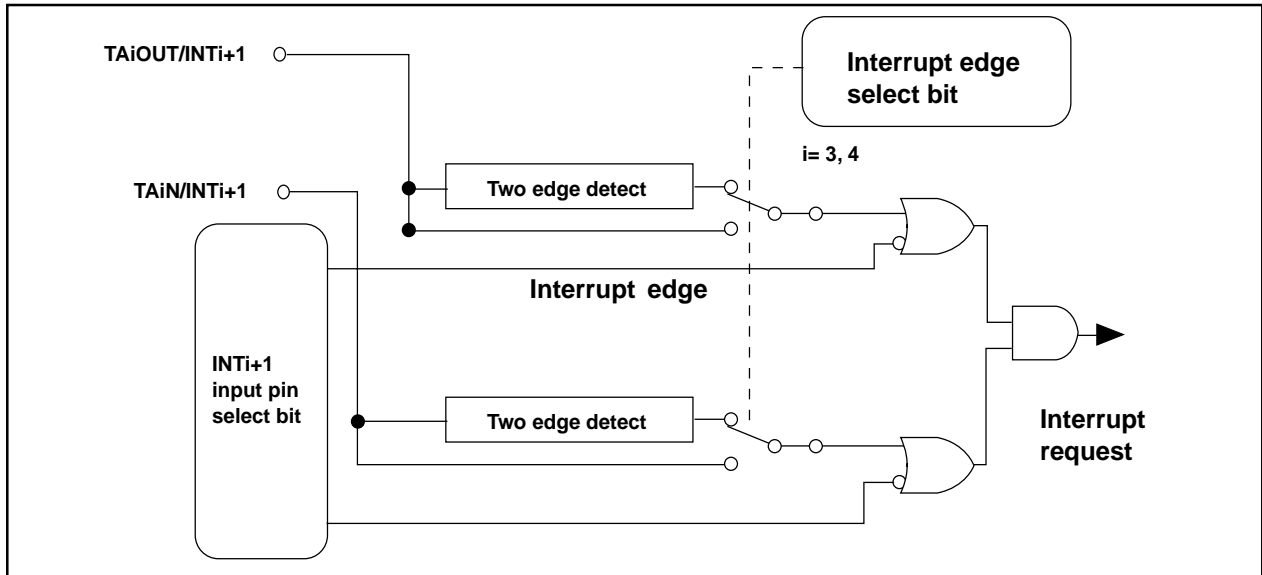 TAiOUT/INTi+1
Interrupt edge
select bit
i= 3, 4
TAiN/INTi+1
Two edge detect
Interrupt edge
INTi+1
input pin
select bit
Two edge detect
Interrupt
request